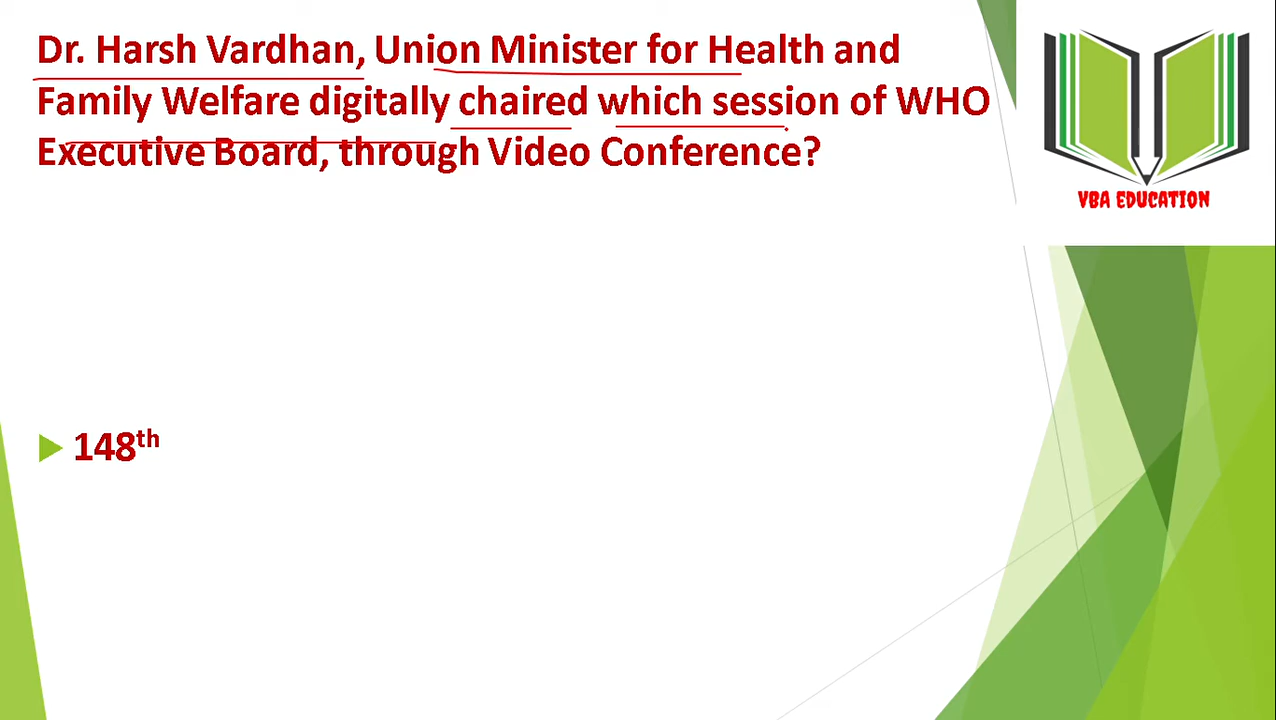 Dr. Harsh Vardhan, Union Minister for Health and
Family Welfare digitally chaired which session of WHO
Executive Board, through Video Conference?
VBA EDUCATION
148th